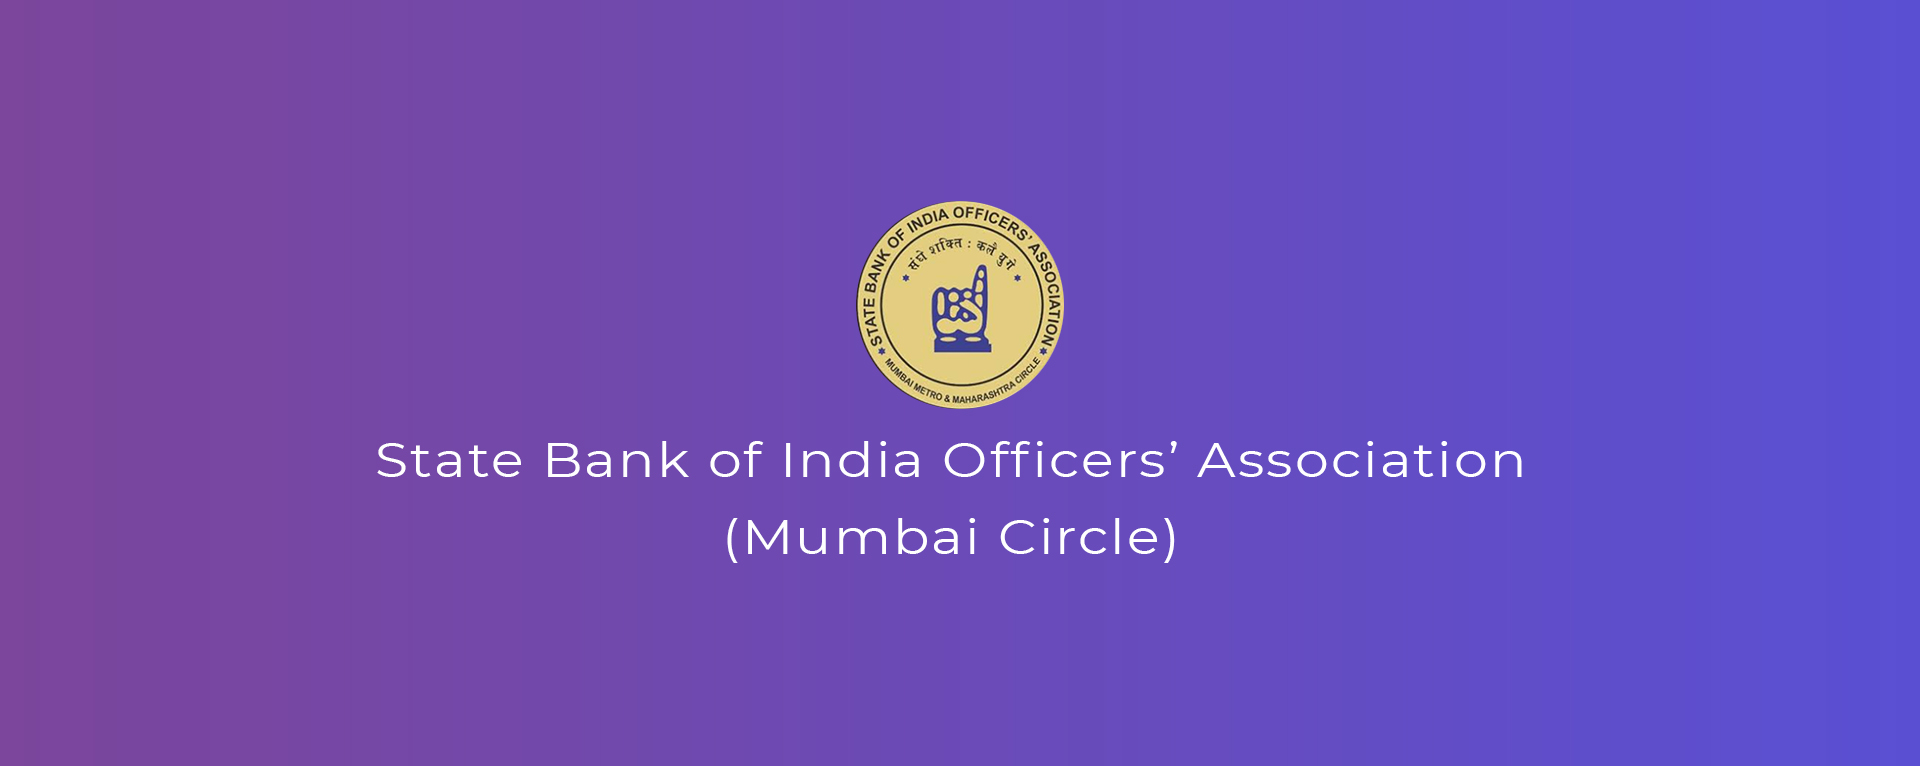 STATE BANK OF INDIA OFFICERS' ASSOCIATION
संघे शक्ति : कलौ युगे
MUMBAI METRO & MAHARASHTRA CIRCLE
State Bank of India Officers’ Association
(Mumbai Circle)